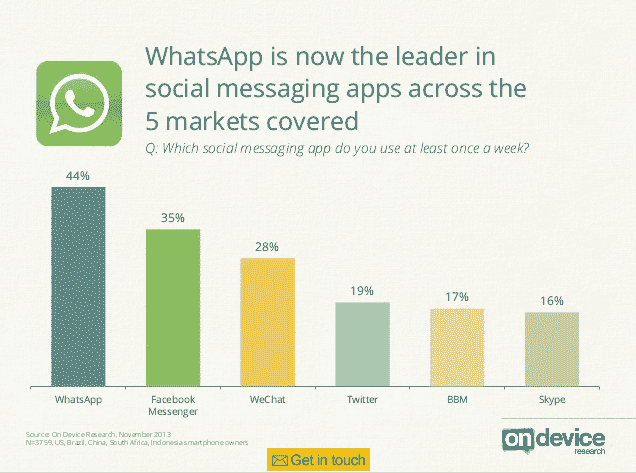 WhatsApp is now the leader in
social messaging apps across the
5 markets covered
Q: Which social messaging app do you use at least once a week?
44%
35%
28%
19%
17%
16%
WhatsApp
Facebook
Messenger
WeChat
Twitter
BBM
Skype
Source: On Device Research, November 2013
N=3759, US, Brazil, China, South Africa, Indonesia smartphone owners
ondevice
research
Get in touch